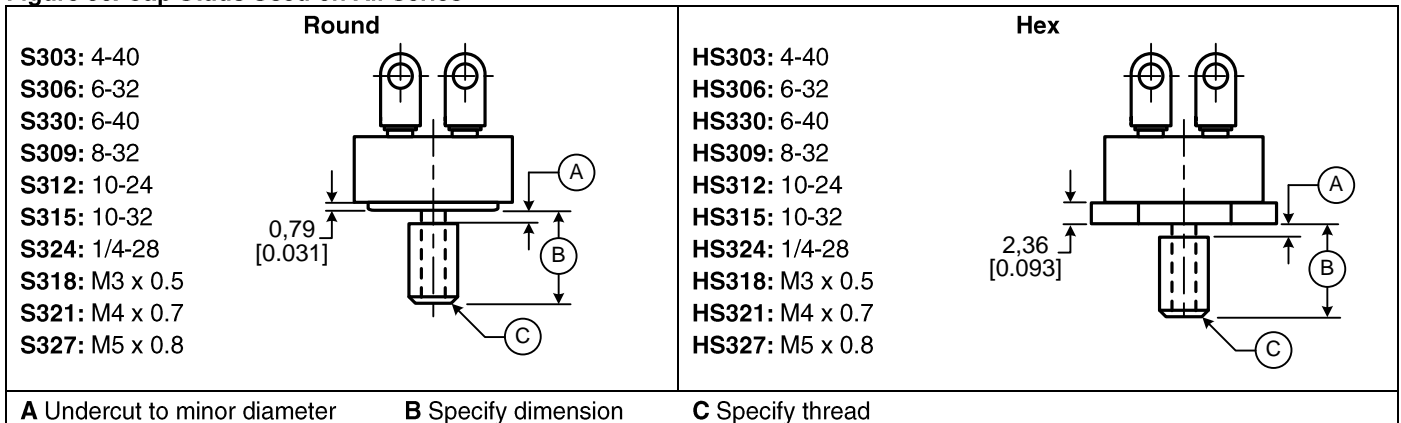 Round
S303: 4-40
S306: 6-32
S330: 6-40
S309: 8-32
S312: 10-24
S315: 10-32
S324: 1/4-28
S318: M3 x 0.5
S321: M4 x 0.7
S327: M5 x 0.8
0,79
[0.031]
A
B
C
Hex
HS303: 4-40
HS306: 6-32
HS330: 6-40
HS309: 8-32
HS312: 10-24
HS315: 10-32
HS324: 1/4-28
HS318: M3 x 0.5
HS321: M4 x 0.7
HS327: M5 x 0.8
2,36
[0.093]
A
B
C
A Undercut to minor diameter B Specify dimension C Specify thread